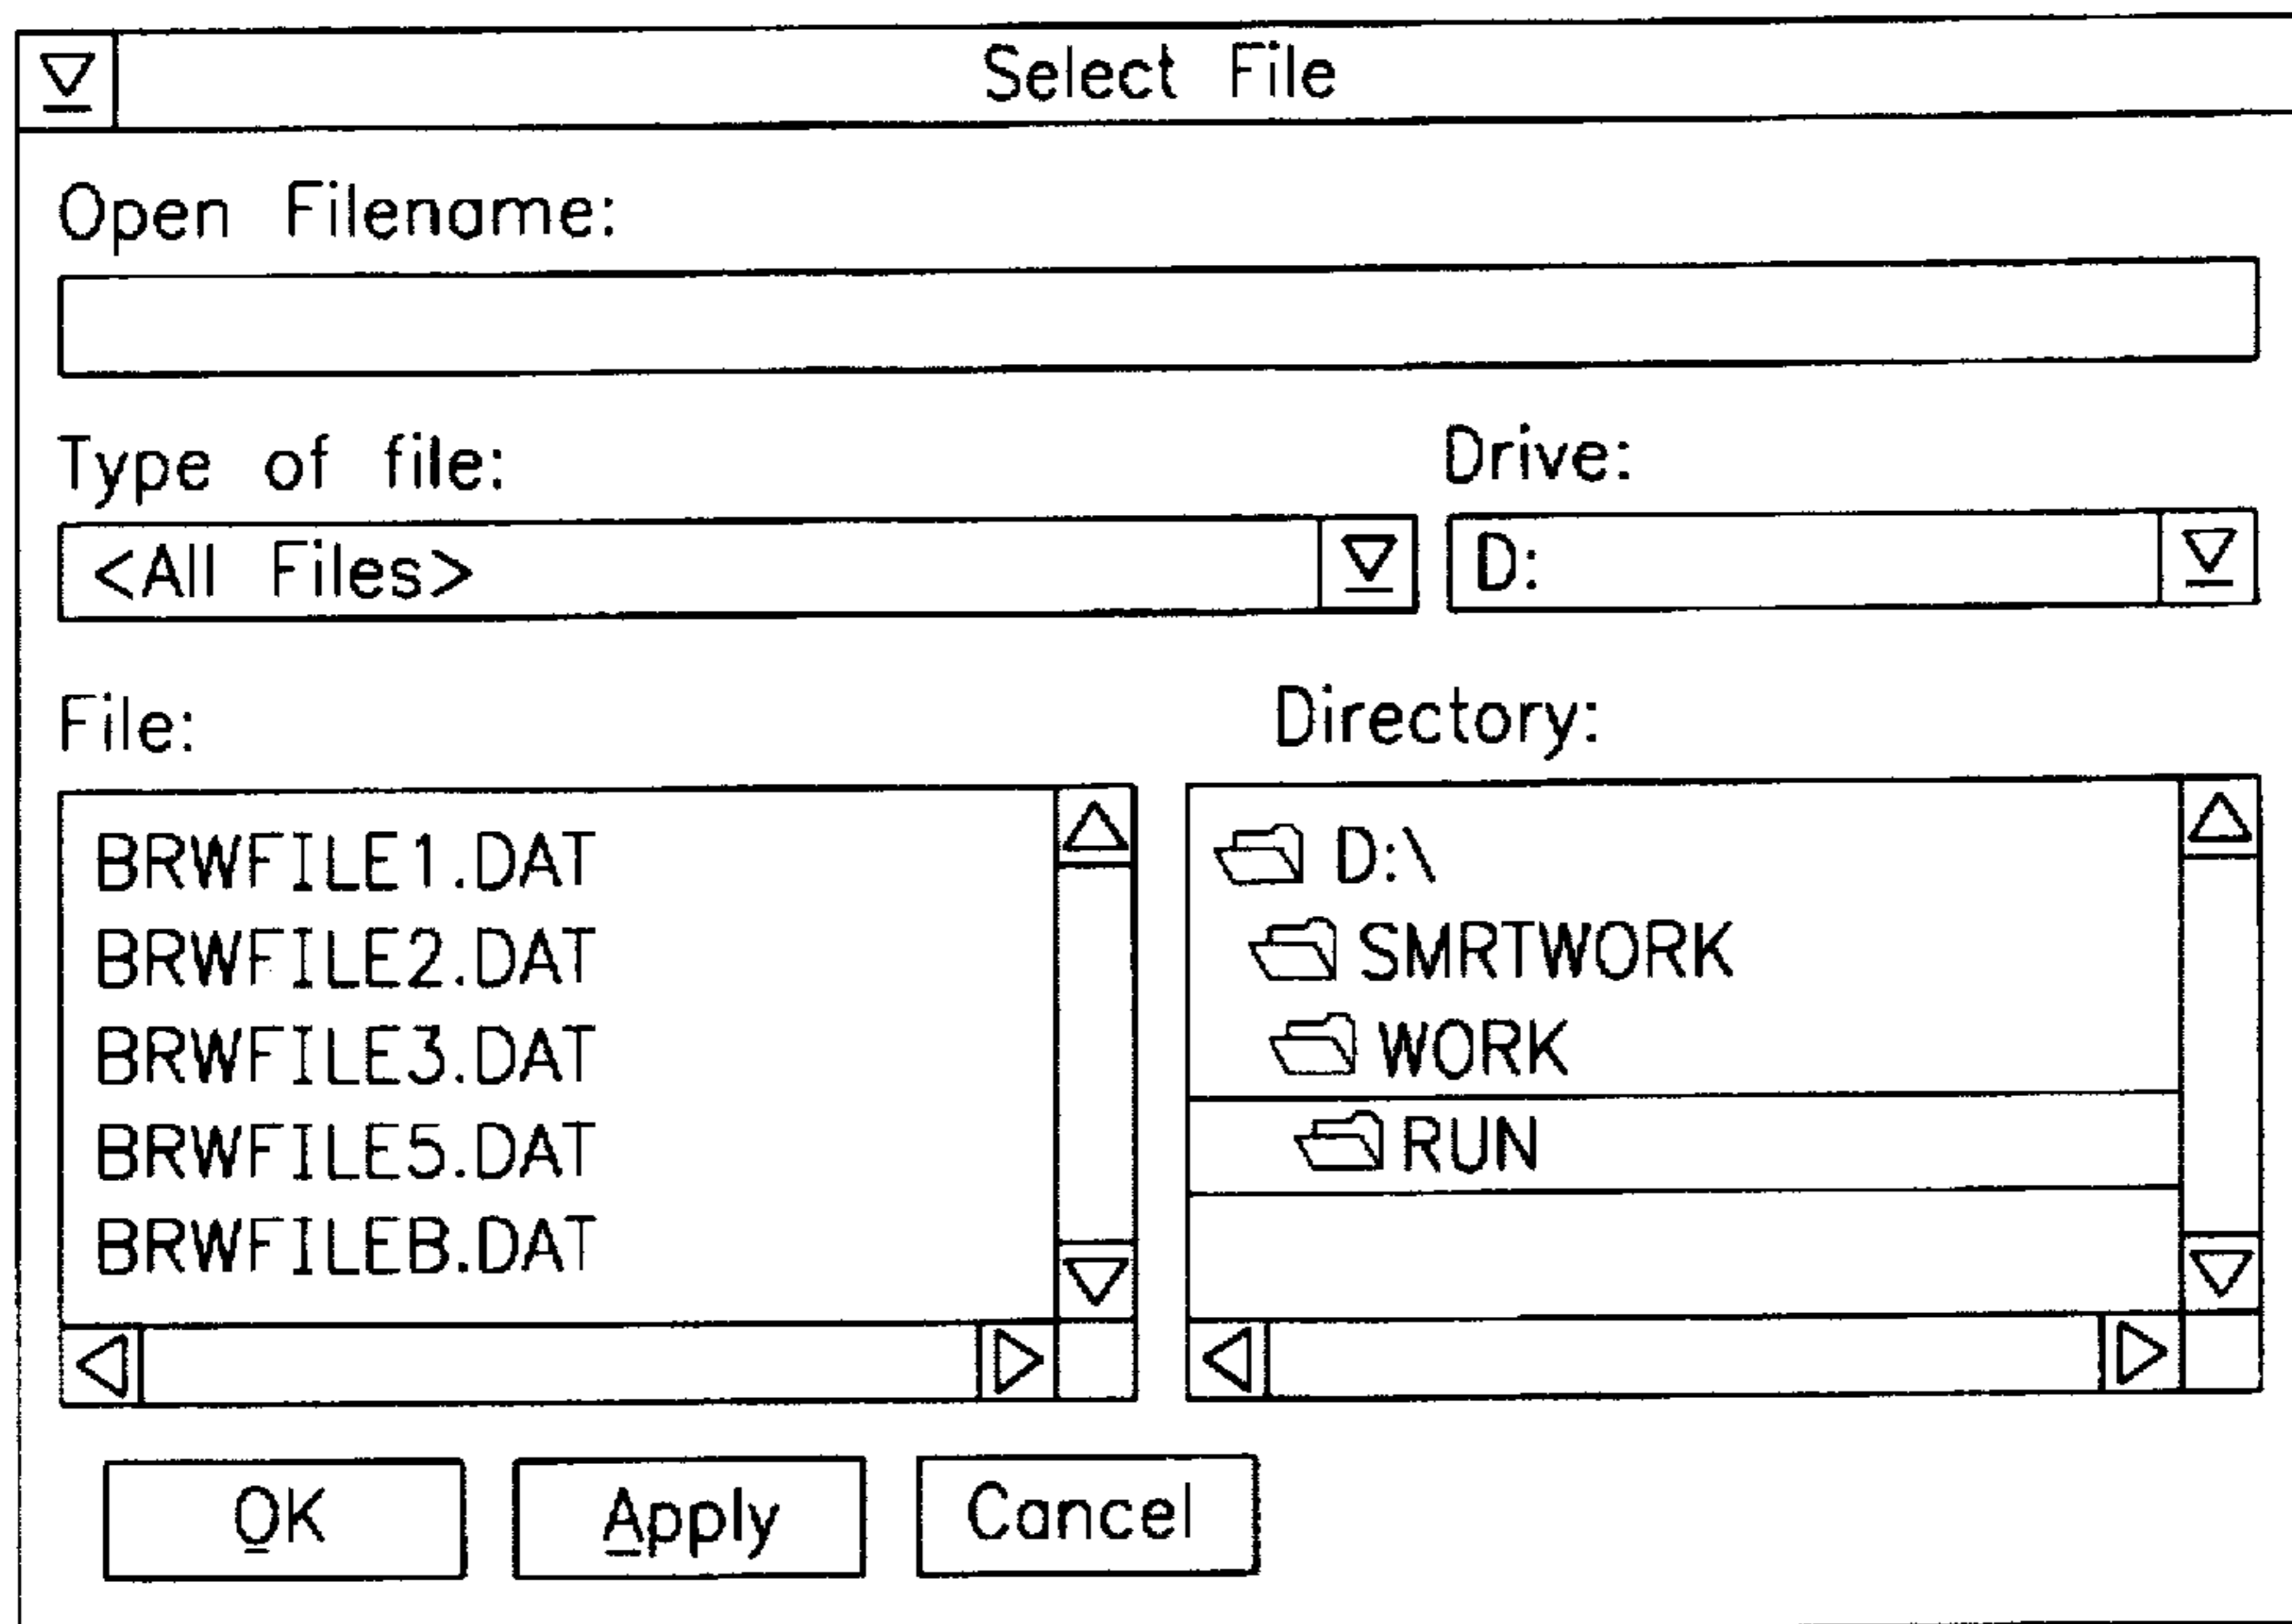 Select File
Open Filename:
Type of file:
Drive:
<All Files>
D:
File:
Directory:
BRWFILE1.DAT
BRWFILE2.DAT
BRWFILE3.DAT
BRWFILE5.DAT
BRWFILEB.DAT
D:\
SMRTWORK
WORK
RUN
OK
Apply
Cancel